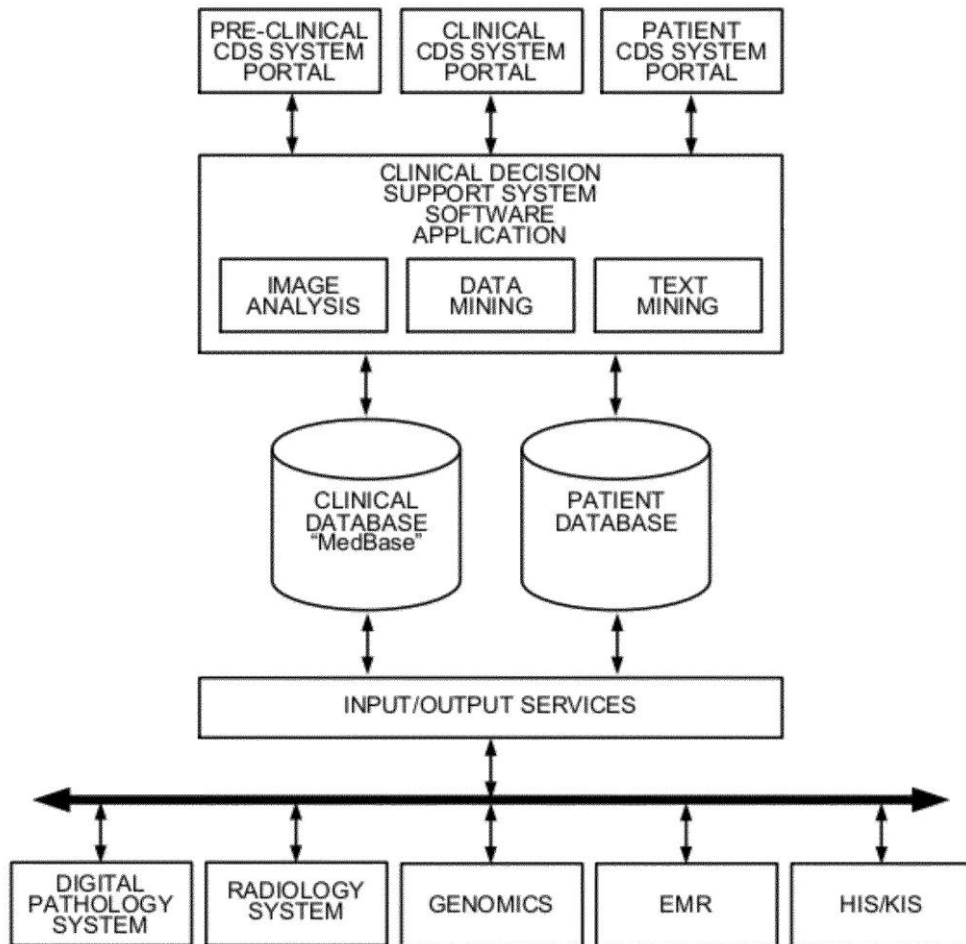 PRE-CLINICAL
CDS SYSTEM
PORTAL
CLINICAL
CDS SYSTEM
PORTAL
PATIENT
CDS SYSTEM
PORTAL
CLINICAL DECISION
SUPPORT SYSTEM
SOFTWARE
APPLICATION
IMAGE
ANALYSIS
DATA
MINING
TEXT
MINING
CLINICAL
DATABASE
“MedBase”
PATIENT
DATABASE
INPUT/OUTPUT SERVICES
DIGITAL
PATHOLOGY
SYSTEM
RADIOLOGY
SYSTEM
GENOMICS
EMR
HIS/KIS